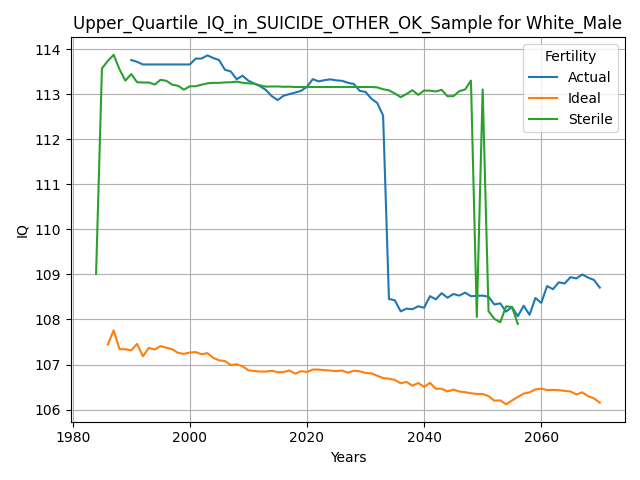 Upper_Quartile_IQ_in_SUICIDE_OTHER_OK_Sample for White_Male
114
113
112
111
110
109
108
107
106
IQ
Fertility
Actual
Ideal
Sterile
1980
2000
2020
2040
2060
Years